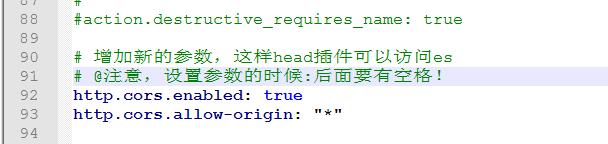 87 #
88 #action.destructive_requires_name: true
89
90 # 增加新的参数，这样head插件可以访问es
91 # @注意，设置参数的时候:后面要有空格！
92 http.cors.enabled: true
93 http.cors.allow-origin: "*"
94